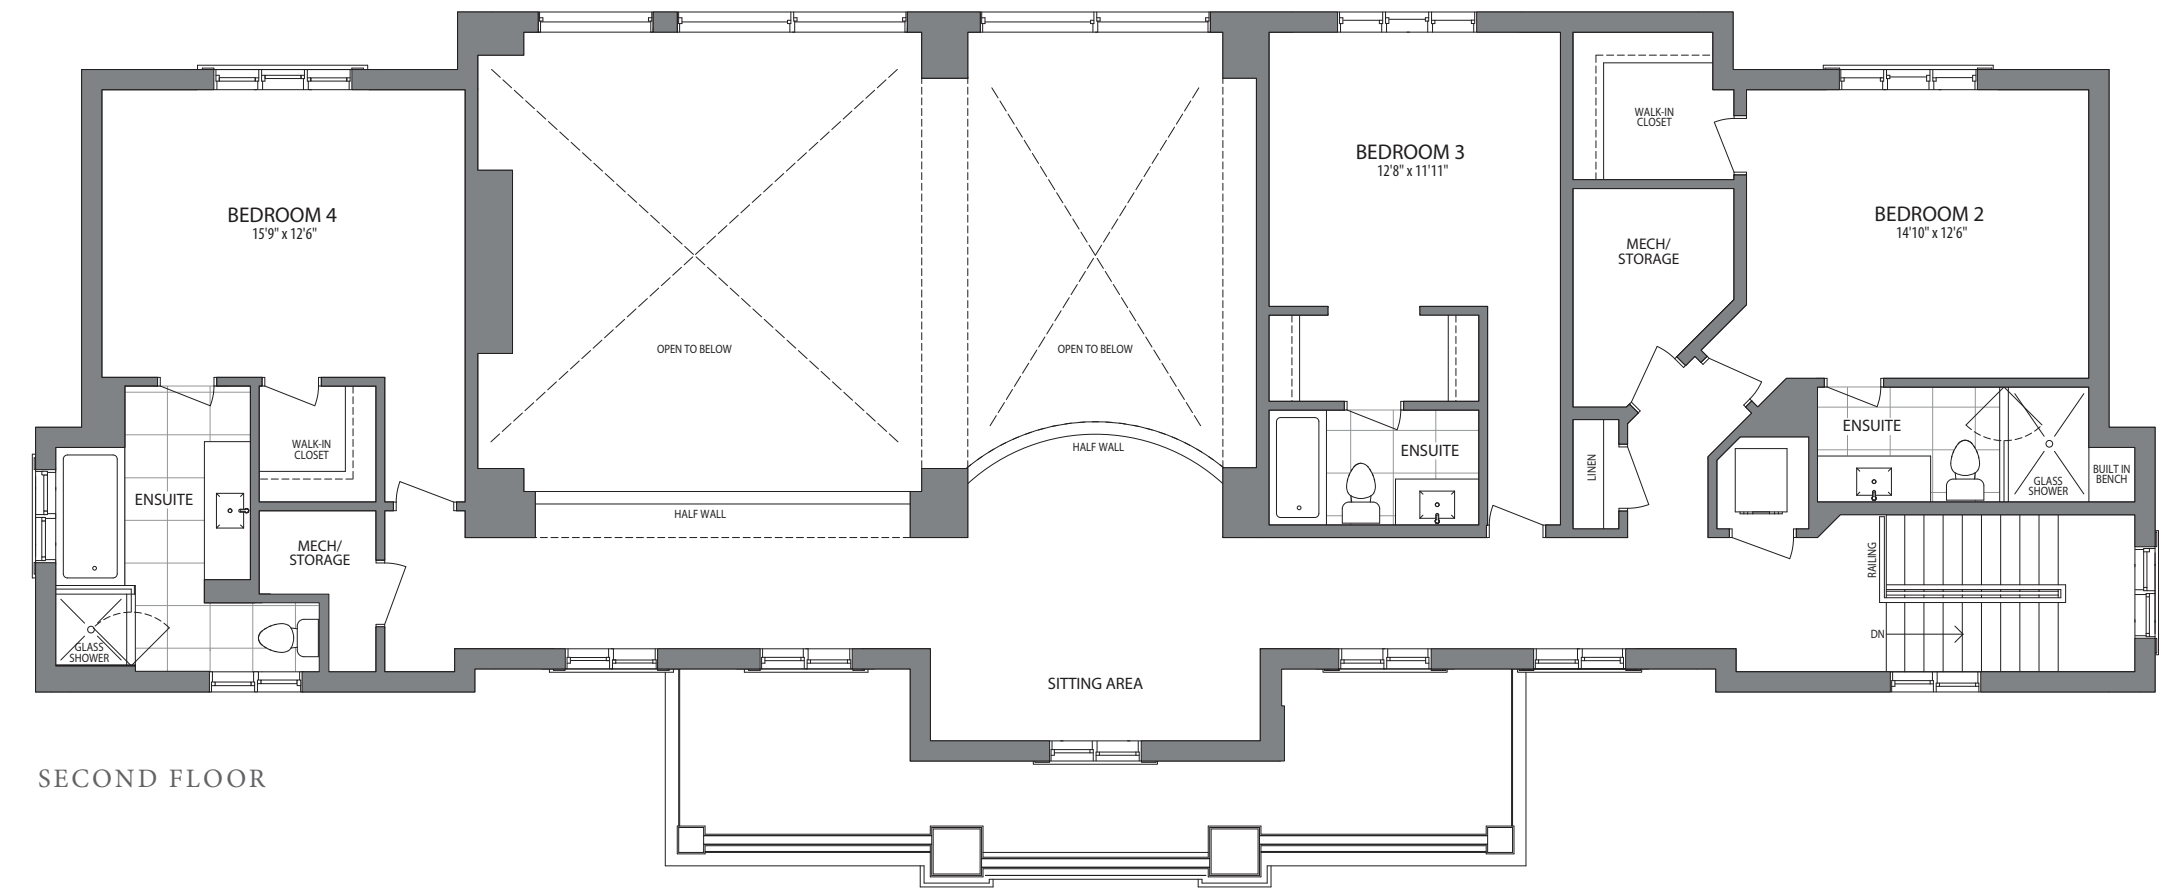 BEDROOM 4
15'9" x 12'6"
OPEN TO BELOW
OPEN TO BELOW
BEDROOM 3
12'8" x 11'11"
WALK-IN
CLOSET
MECH/
STORAGE
BEDROOM 2
14'10" x 12'6"
WALK-IN
CLOSET
ENSUITE
MECH/
STORAGE
GLASS
SHOWER
HALF WALL
HALF WALL
ENSUITE
LINEN
ENSUITE
GLASS
SHOWER
BUILT IN
BENCH
RAILING
DN
SITTING AREA
SECOND FLOOR